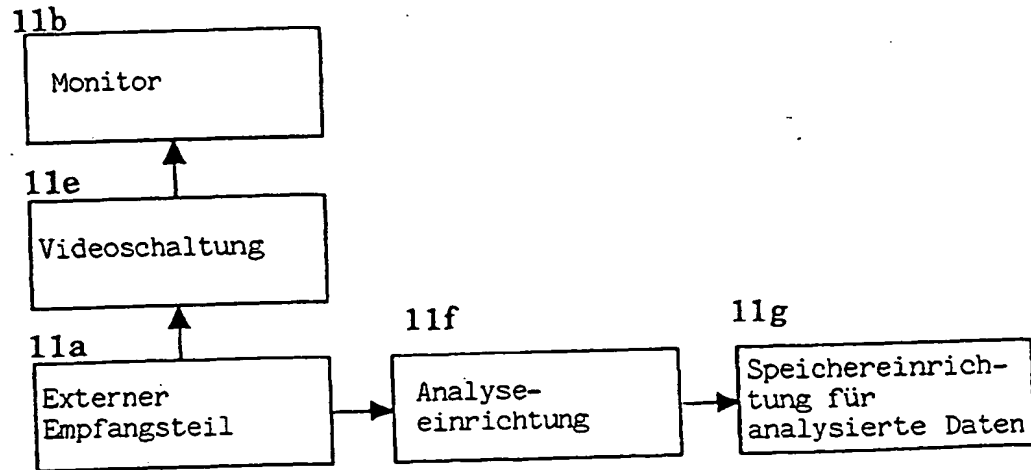 11b
Monitor
11e
Videoschaltung
11a
Externer
Empfangsteil
11f
Analyse-
einrichtung
11g
Speichereinrich-
tung für
analysierte Daten